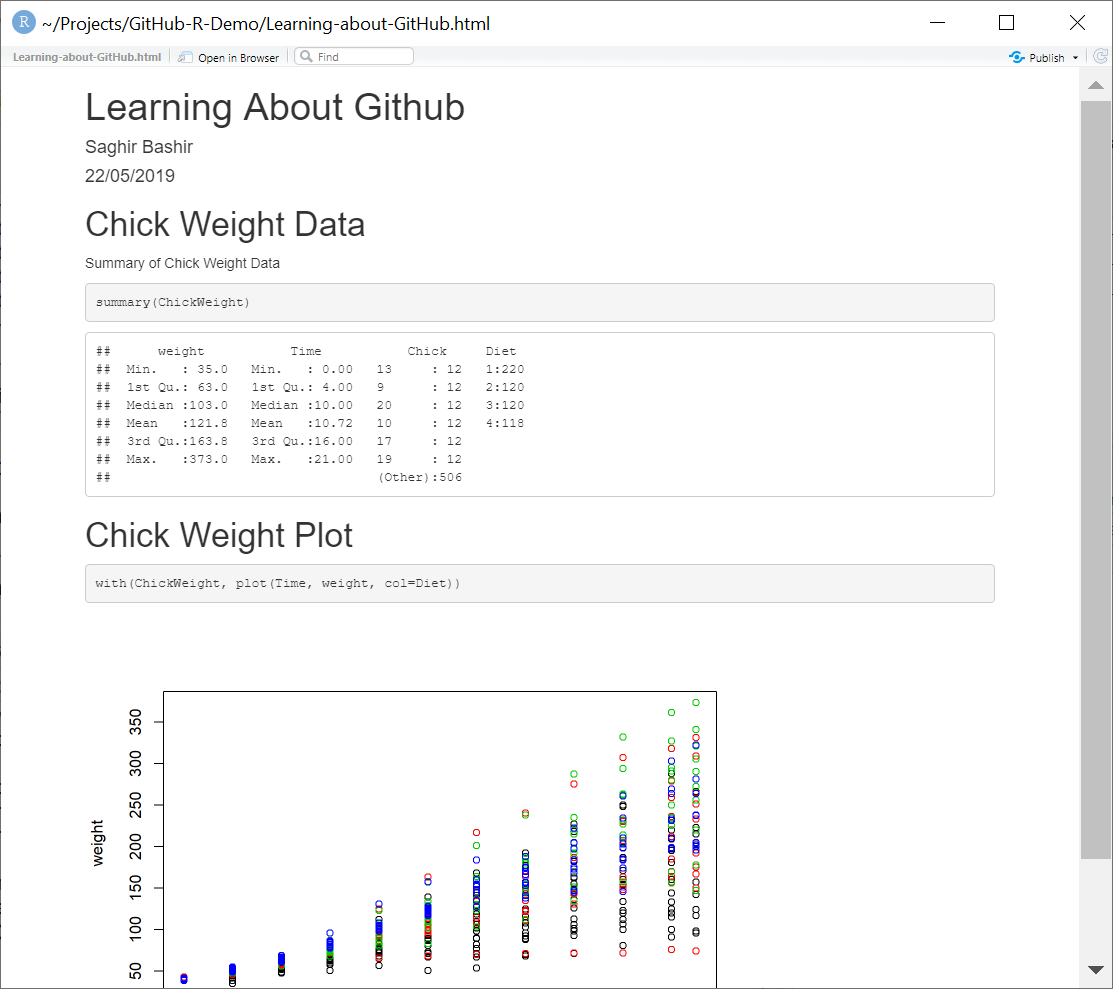 R ~/Projects/GitHub-R-Demo/Learning-about-GitHub.html
Learning-about-GitHub.html Open in Browser Find Publish
Learning About Github
Saghir Bashir
22/05/2019
Chick Weight Data
Summary of Chick Weight Data
summary(ChickWeight)
##      weight           Time           Chick     Diet
##  Min.   : 35.0   Min.   : 0.00   13     : 12   1:220
##  1st Qu.: 63.0   1st Qu.: 4.00   9      : 12   2:120
##  Median :103.0   Median :10.00   20     : 12   3:120
##  Mean   :121.8   Mean   :10.72   10     : 12   4:118
##  3rd Qu.:163.8   3rd Qu.:16.00   17     : 12
##  Max.   :373.0   Max.   :21.00   19     : 12
##                                  (Other):506
Chick Weight Plot
with(ChickWeight, plot(Time, weight, col=Diet))
350
300
250
200
150
100
50
weight